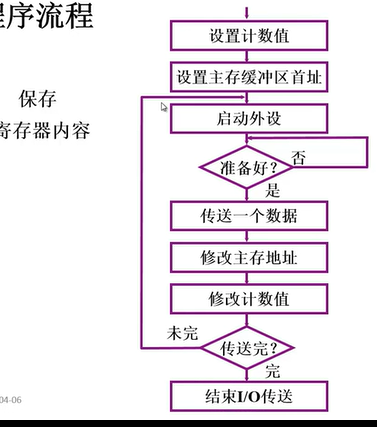 程序流程
保存
寄存器内容
设置计数值
设置主存缓冲区首址
启动外设
准备好？
否
是
传送一个数据
修改主存地址
修改计数值
未完
传送完？
完
结束I/O传送
04-06